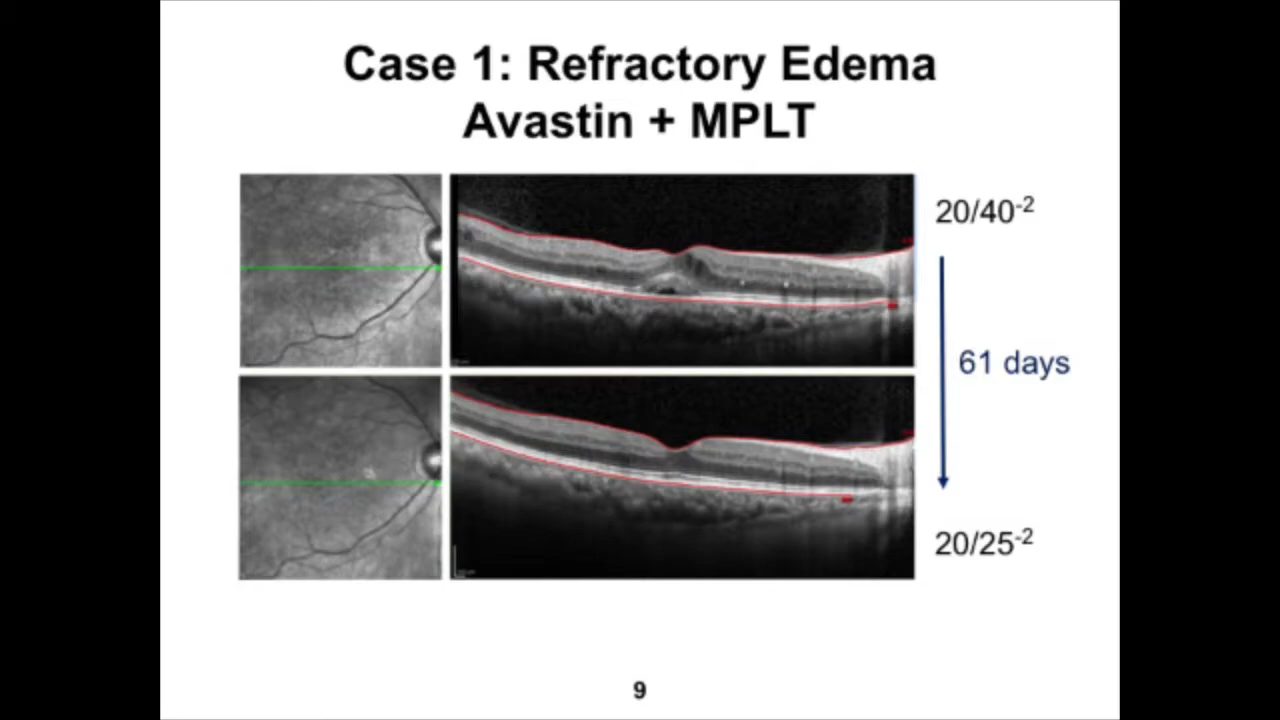 Case 1: Refractory Edema
Avastin + MPLT
20/40-2
61 days
20/25-2
9